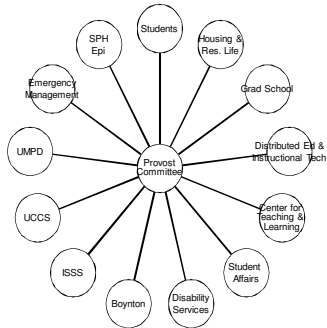 Students
Housing &
Res. Life
Grad School
Distributed Ed &
Instructional Tech
Center for
Teaching &
Learning
Student
Affairs
Disability
Services
Boynton
ISSS
UCCS
UMPD
Emergency
Management
SPH
Epi
Provost
Committee